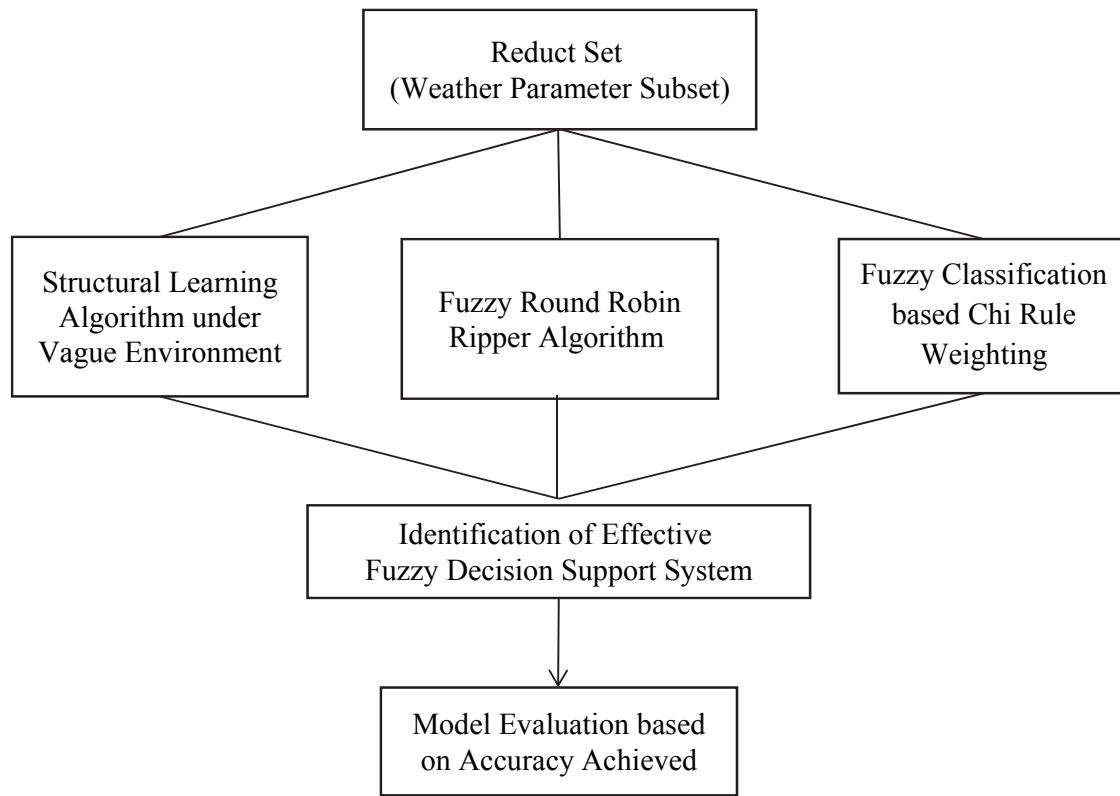 Reduct Set
(Weather Parameter Subset)
Structural Learning
Algorithm under
Vague Environment
Fuzzy Round Robin
Ripper Algorithm
Fuzzy Classification
based Chi Rule
Weighting
Identification of Effective
Fuzzy Decision Support System
Model Evaluation based
on Accuracy Achieved